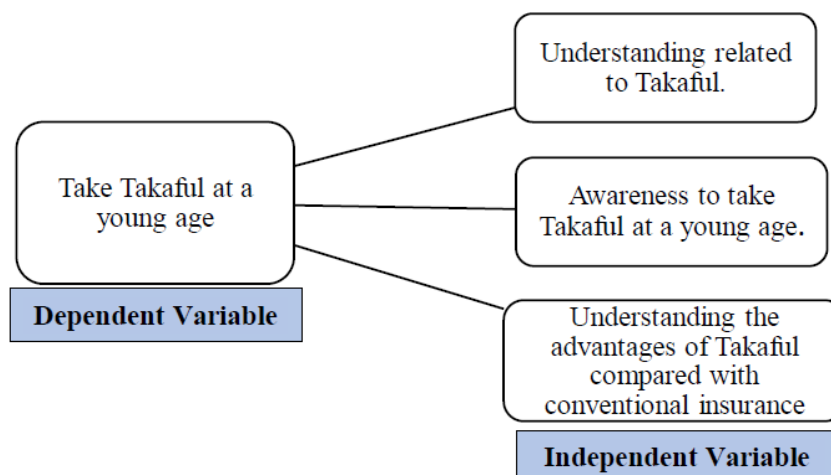 Understanding related
to Takaful.
Take Takaful at a
young age
Awareness to take
Takaful at a young age.
Dependent Variable
Understanding the
advantages of Takaful
compared with
conventional insurance
Independent Variable